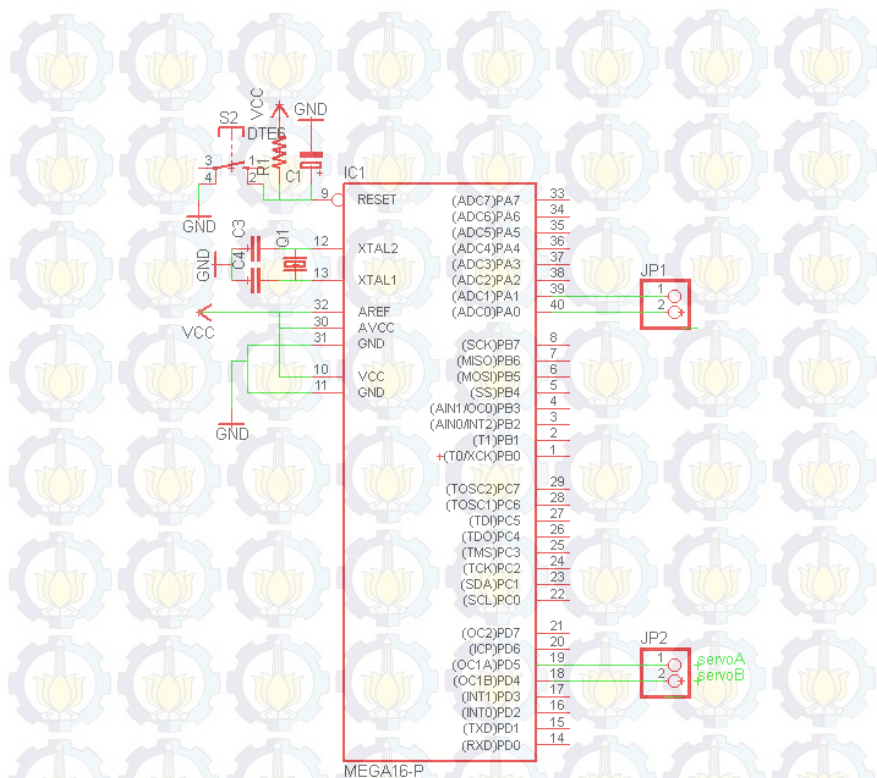 VCC
GND
S2
DTE6
3
1
4
2
R1
C1
GND
IC1
9
RESET
C3
C4
Q1
GND
12
XTAL2
13
XTAL1
VCC
32
AREF
30
AVCC
31
GND
10
VCC
11
GND
GND
(ADC7)PA7 33
(ADC6)PA6 34
(ADC5)PA5 35
(ADC4)PA4 36
(ADC3)PA3 37
(ADC2)PA2 38
(ADC1)PA1 39
(ADC0)PA0 40
JP1
1
2
(SCK)PB7 8
(MISO)PB6 7
(MOSI)PB5 6
(SS)PB4 5
(AIN1/OC0)PB3 4
(AIN0/INT2)PB2 3
(T1)PB1 2
(T0/XCK)PB0 1
(TOSC2)PC7 29
(TOSC1)PC6 28
(TDI)PC5 27
(TDO)PC4 26
(TMS)PC3 25
(TCK)PC2 24
(SDA)PC1 23
(SCL)PC0 22
(OC2)PD7 21
(ICP)PD6 20
(OC1A)PD5 19
(OC1B)PD4 18
(INT1)PD3 17
(INT0)PD2 16
(TXD)PD1 15
(RXD)PD0 14
JP2
1 servoA
2 servoB
MEGA16-P